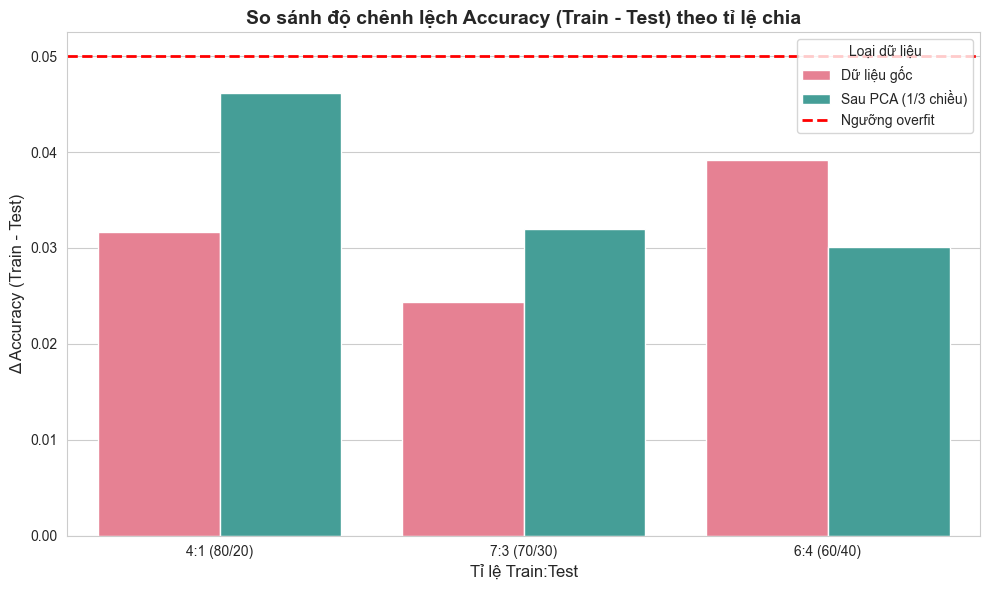 So sánh độ chênh lệch Accuracy (Train - Test) theo tỉ lệ chia
Δ Accuracy (Train - Test)
0.05
0.04
0.03
0.02
0.01
0.00
Loại dữ liệu
Dữ liệu gốc
Sau PCA (1/3 chiều)
Ngưỡng overfit
4:1 (80/20)
7:3 (70/30)
6:4 (60/40)
Tỉ lệ Train:Test